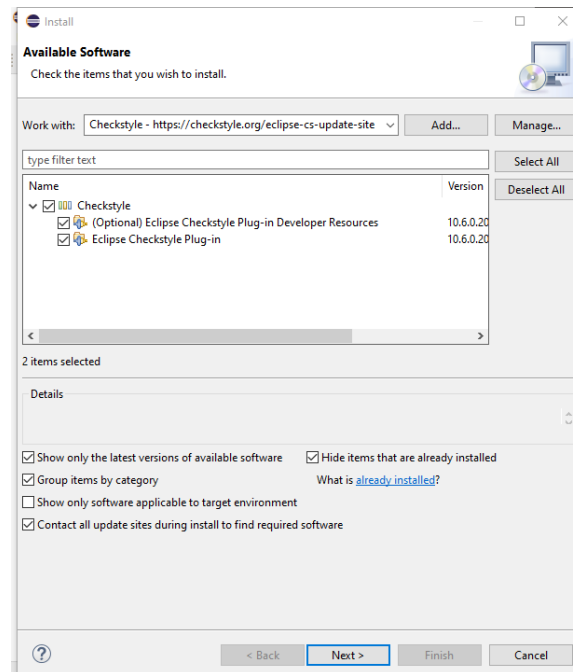 Install
Available Software
Check the items that you wish to install.
Work with: Checkstyle - https://checkstyle.org/eclipse-cs-update-site Add... Manage...
type filter text Select All
Name Version Deselect All
Checkstyle
(Optional) Eclipse Checkstyle Plug-in Developer Resources 10.6.0.20
Eclipse Checkstyle Plug-in 10.6.0.20
2 items selected
Details
Show only the latest versions of available software Hide items that are already installed
Group items by category What is already installed?
Show only software applicable to target environment
Contact all update sites during install to find required software
? < Back Next > Finish Cancel